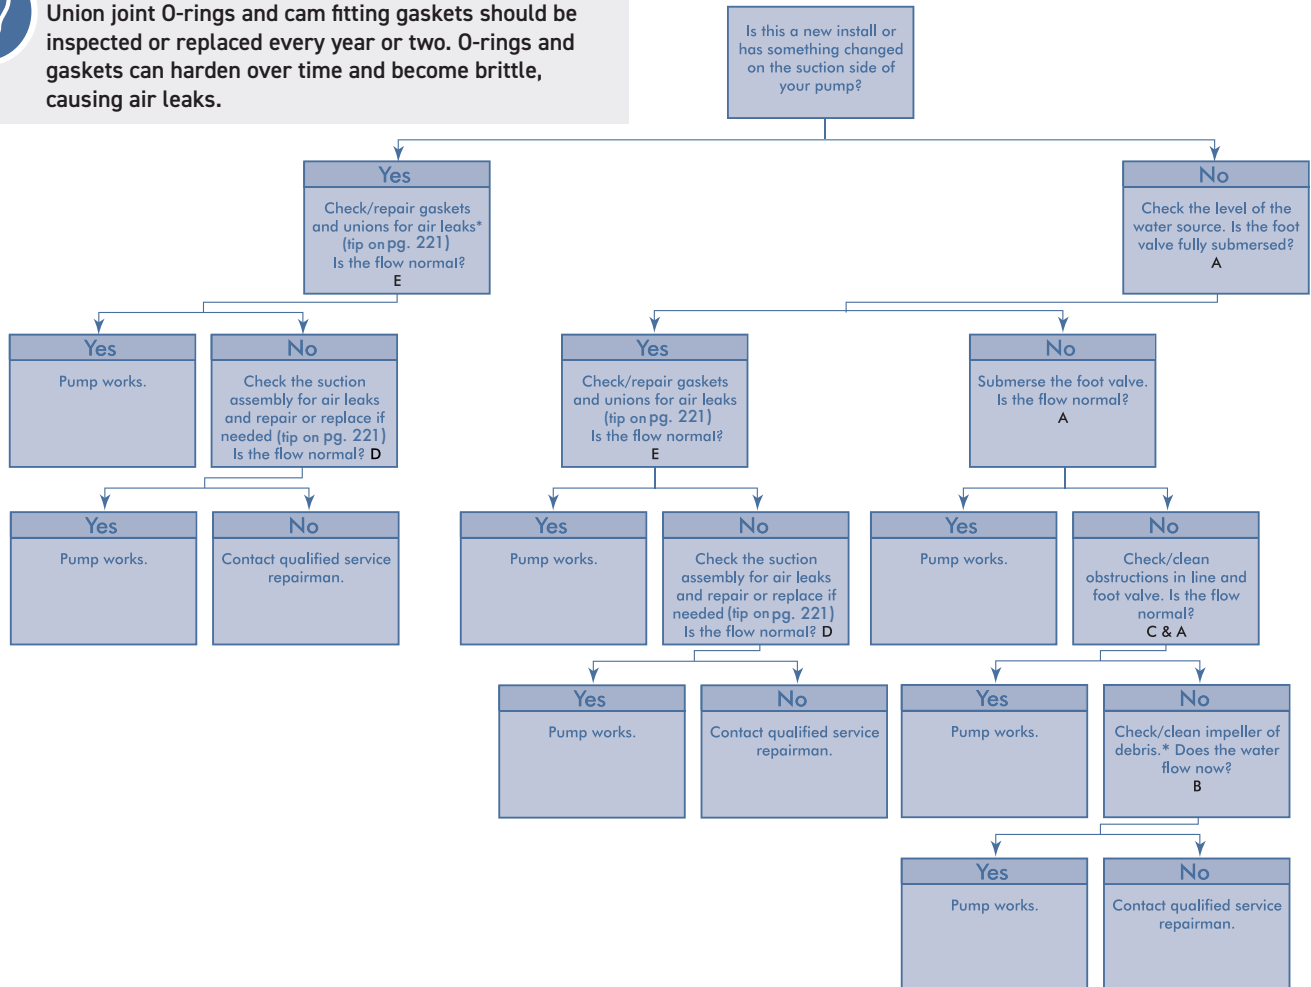 Union joint O-rings and cam fitting gaskets should be
inspected or replaced every year or two. O-rings and
gaskets can harden over time and become brittle,
causing air leaks.
Is this a new install or
has something changed
on the suction side of
your pump?
Yes
Check/repair gaskets
and unions for air leaks*
(tip on pg. 221)
Is the flow normal?
E
No
Check the level of the
water source. Is the foot
valve fully submersed?
A
Yes
Pump works.
No
Check the suction
assembly for air leaks
and repair or replace if
needed (tip on pg. 221)
Is the flow normal? D
Yes
Check/repair gaskets
and unions for air leaks
(tip on pg. 221)
Is the flow normal?
E
No
Submerse the foot valve.
Is the flow normal?
A
Yes
Pump works.
No
Contact qualified service
repairman.
Yes
Pump works.
No
Check the suction
assembly for air leaks
and repair or replace if
needed (tip on pg. 221)
Is the flow normal? D
Yes
Pump works.
No
Check/clean
obstructions in line and
foot valve. Is the flow
normal?
C & A
Yes
Pump works.
No
Contact qualified service
repairman.
Yes
Pump works.
No
Check/clean impeller of
debris.* Does the water
flow now?
B
Yes
Pump works.
No
Contact qualified service
repairman.